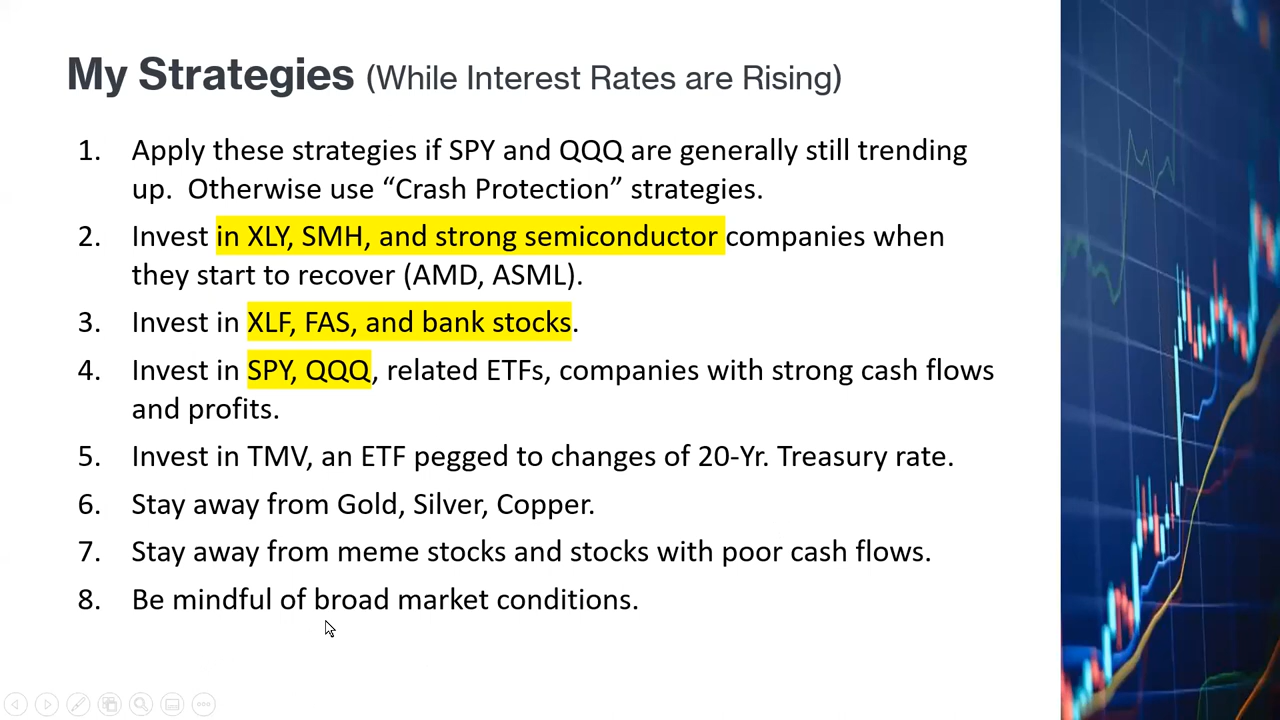 My Strategies (While Interest Rates are Rising)
1. Apply these strategies if SPY and QQQ are generally still trending
up.  Otherwise use “Crash Protection” strategies.
2. Invest in XLY, SMH, and strong semiconductor companies when
they start to recover (AMD, ASML).
3. Invest in XLF, FAS, and bank stocks.
4. Invest in SPY, QQQ, related ETFs, companies with strong cash flows
and profits.
5. Invest in TMV, an ETF pegged to changes of 20-Yr. Treasury rate.
6. Stay away from Gold, Silver, Copper.
7. Stay away from meme stocks and stocks with poor cash flows.
8. Be mindful of broad market conditions.